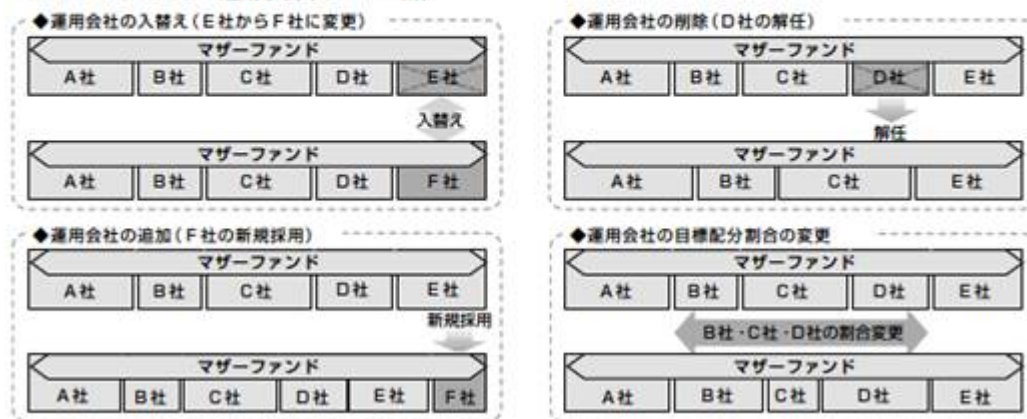 ◆運用会社の入替え(E社からF社に変更)
マザーファンド
A社 B社 C社 D社 E社
入替え
マザーファンド
A社 B社 C社 D社 F社
◆運用会社の削除(D社の解任)
マザーファンド
A社 B社 C社 D社 E社
解任
マザーファンド
A社 B社 C社 E社
◆運用会社の追加(F社の新規採用)
マザーファンド
A社 B社 C社 D社 E社
新規採用
マザーファンド
A社 B社 C社 D社 E社 F社
◆運用会社の目標配分割合の変更
マザーファンド
A社 B社 C社 D社 E社
B社・C社・D社の割合変更
マザーファンド
A社 B社 C社 D社 E社